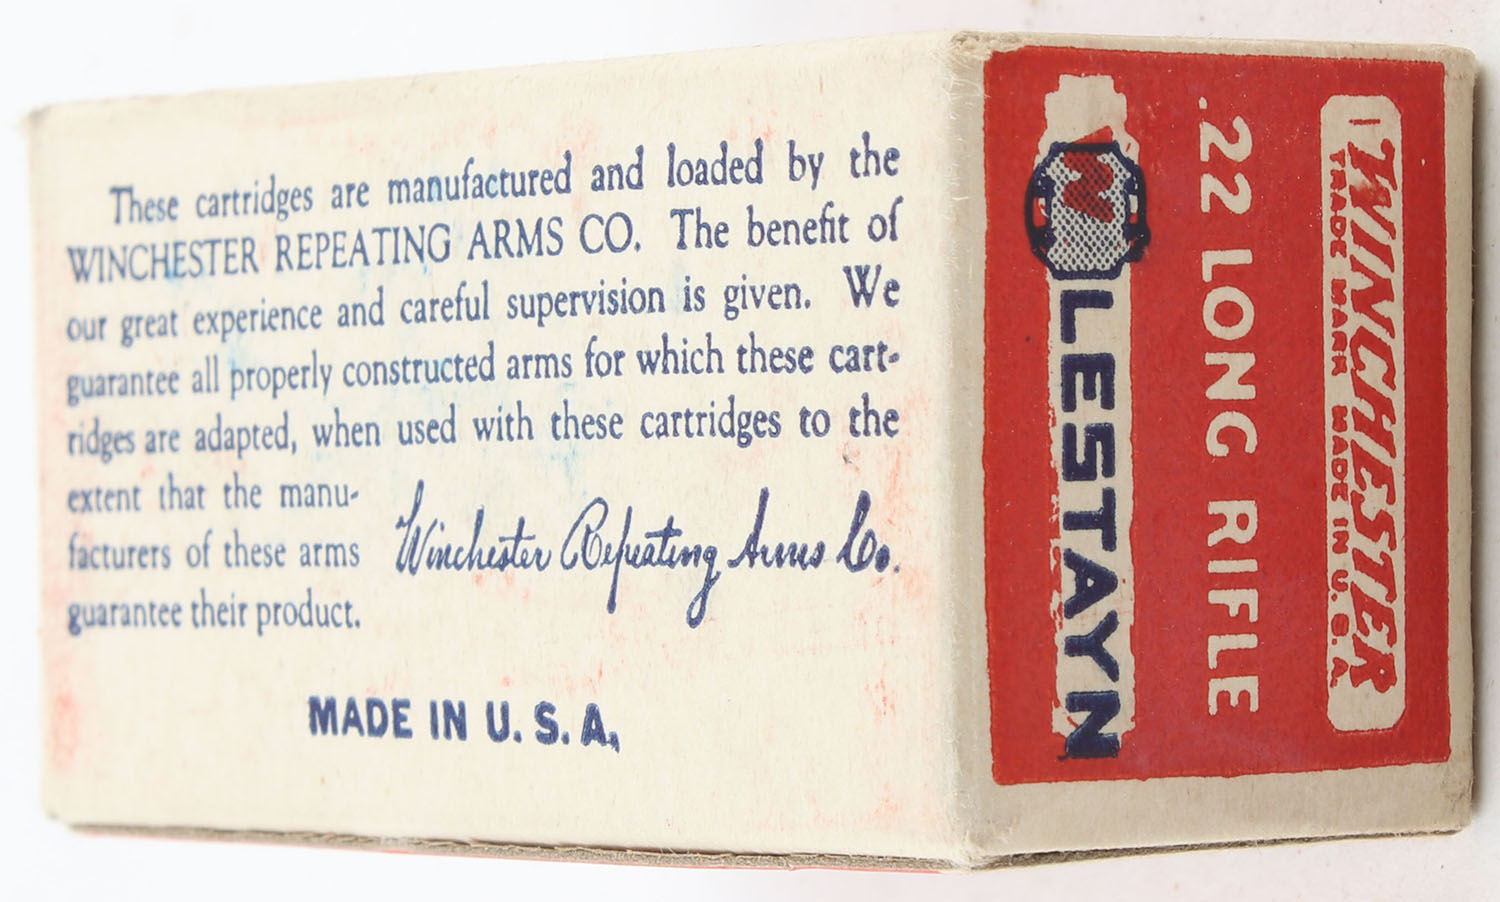 These cartridges are manufactured and loaded by the
WINCHESTER REPEATING ARMS CO. The benefit of
our great experience and careful supervision is given. We
guarantee all properly constructed arms for which these cart-
ridges are adapted, when used with these cartridges to the
extent that the manu-
facturers of these arms
guarantee their product.
Winchester Repeating Arms Co.
MADE IN U.S.A.
WINCHESTER
TRADE MARK MADE IN U.S.A.
.22 LONG RIFLE
LESTAYN